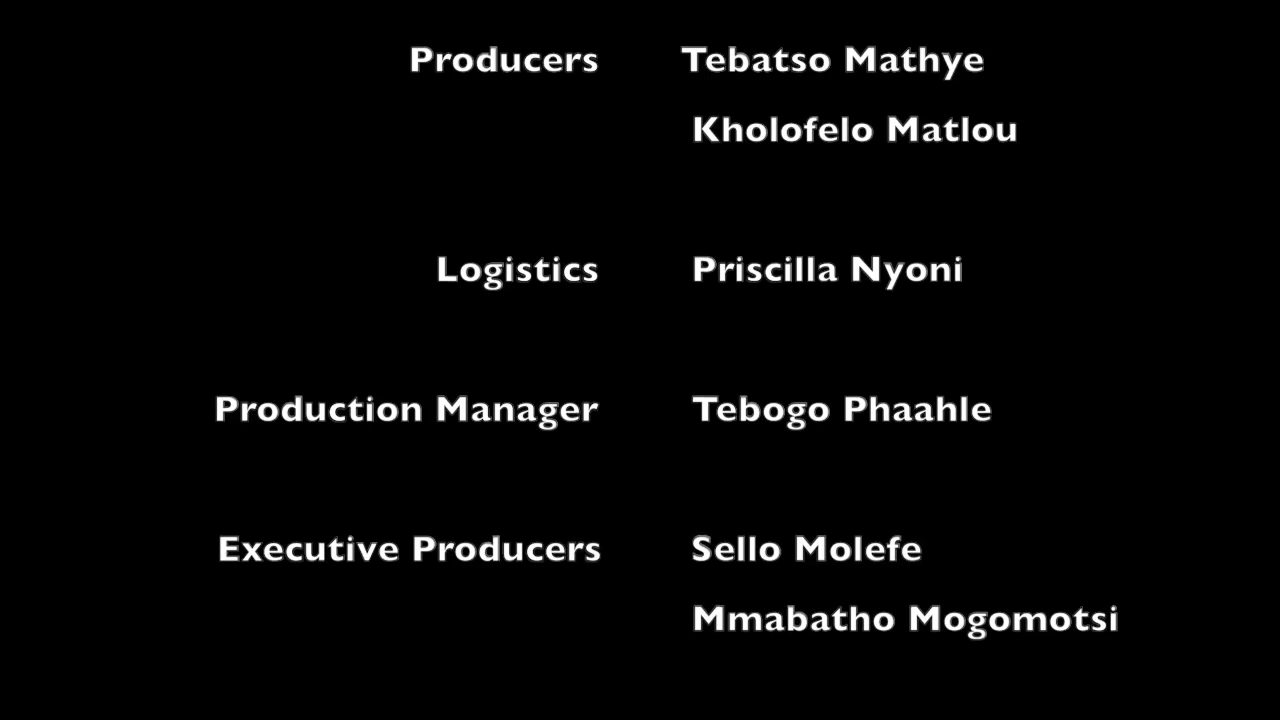 Producers Tebatso Mathye
Kholofelo Matlou
Logistics Priscilla Nyoni
Production Manager Tebogo Phaahle
Executive Producers Sello Molefe
Mmabatho Mogomotsi